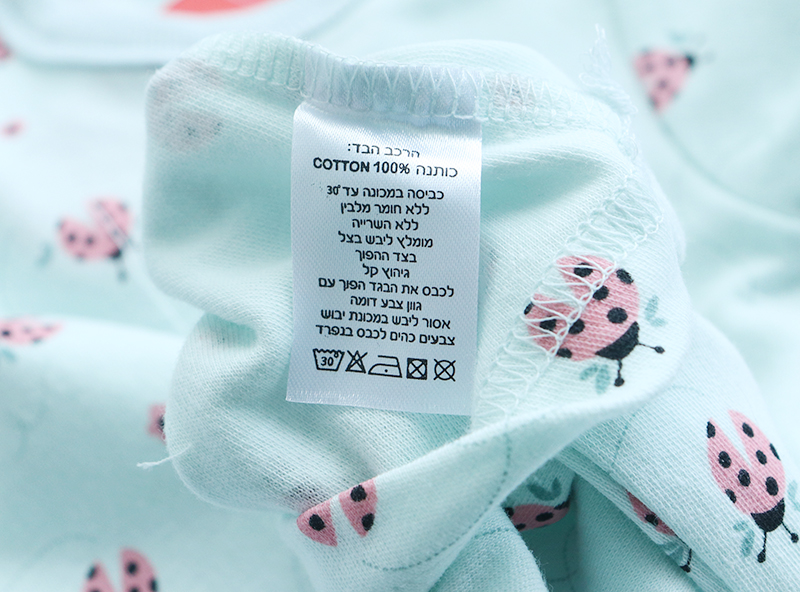 הרכב הבד:
כותנה 100% COTTON
כביסה במכונה עד 30°
ללא חומר מלבין
ללא השרייה
מומלץ ליבש בצל
בצד ההפוך
גיהוץ קל
לכבס את הבגד הפוך עם
גוון צבע דומה
אסור ליבש במכונת יבוש
צבעים כהים לכבס בנפרד
30